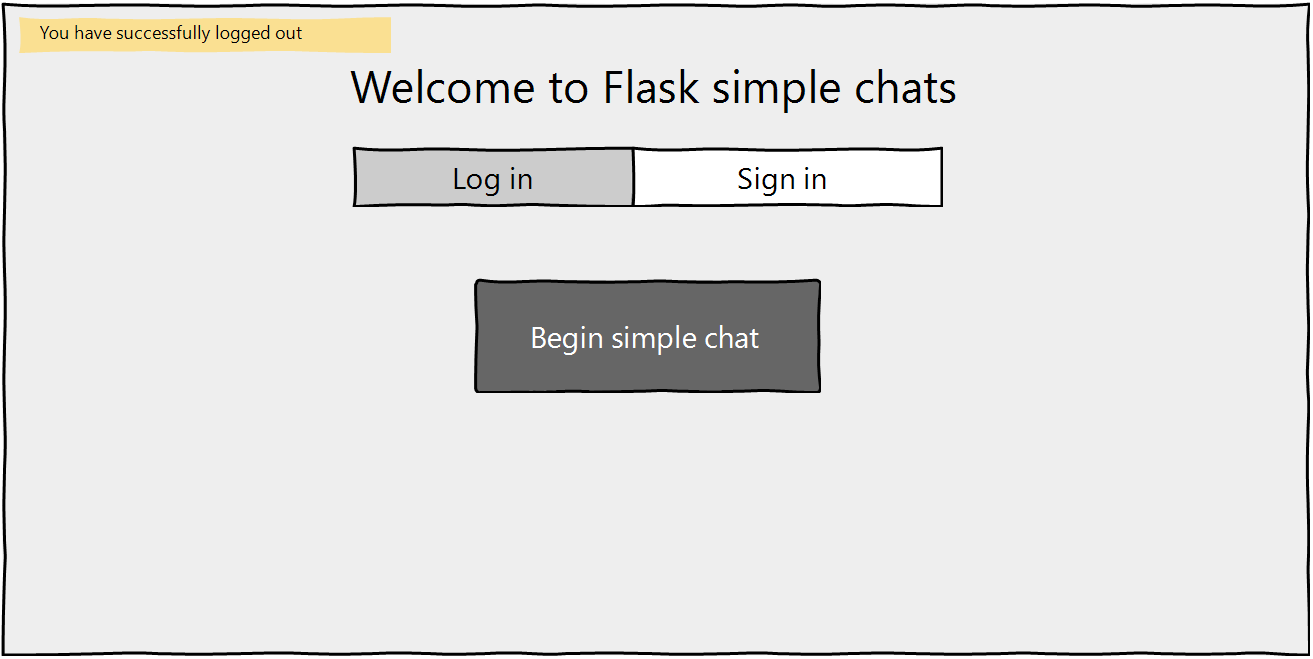 You have successfully logged out
Welcome to Flask simple chats
Log in
Sign in
Begin simple chat